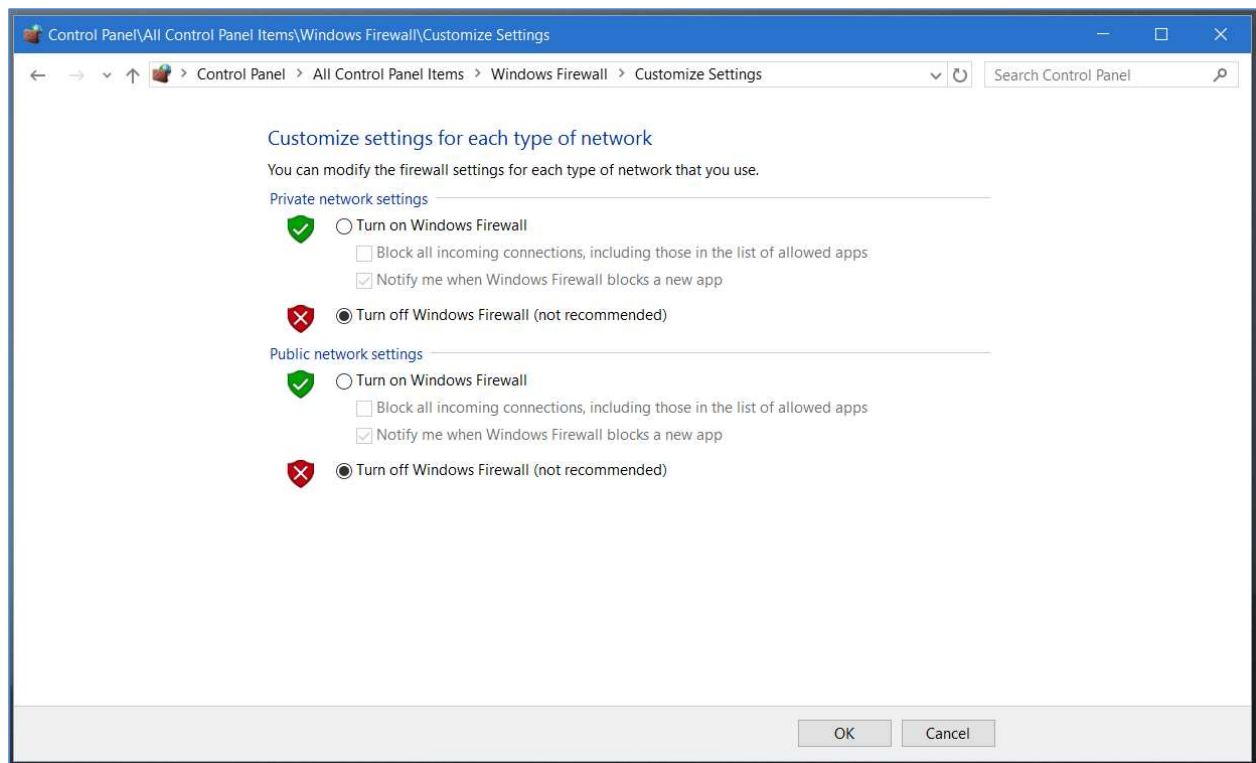 Control Panel\All Control Panel Items\Windows Firewall\Customize Settings
Control Panel > All Control Panel Items > Windows Firewall > Customize Settings Search Control Panel
Customize settings for each type of network
You can modify the firewall settings for each type of network that you use.
Private network settings
Turn on Windows Firewall
Block all incoming connections, including those in the list of allowed apps
Notify me when Windows Firewall blocks a new app
Turn off Windows Firewall (not recommended)
Public network settings
Turn on Windows Firewall
Block all incoming connections, including those in the list of allowed apps
Notify me when Windows Firewall blocks a new app
Turn off Windows Firewall (not recommended)
OK Cancel